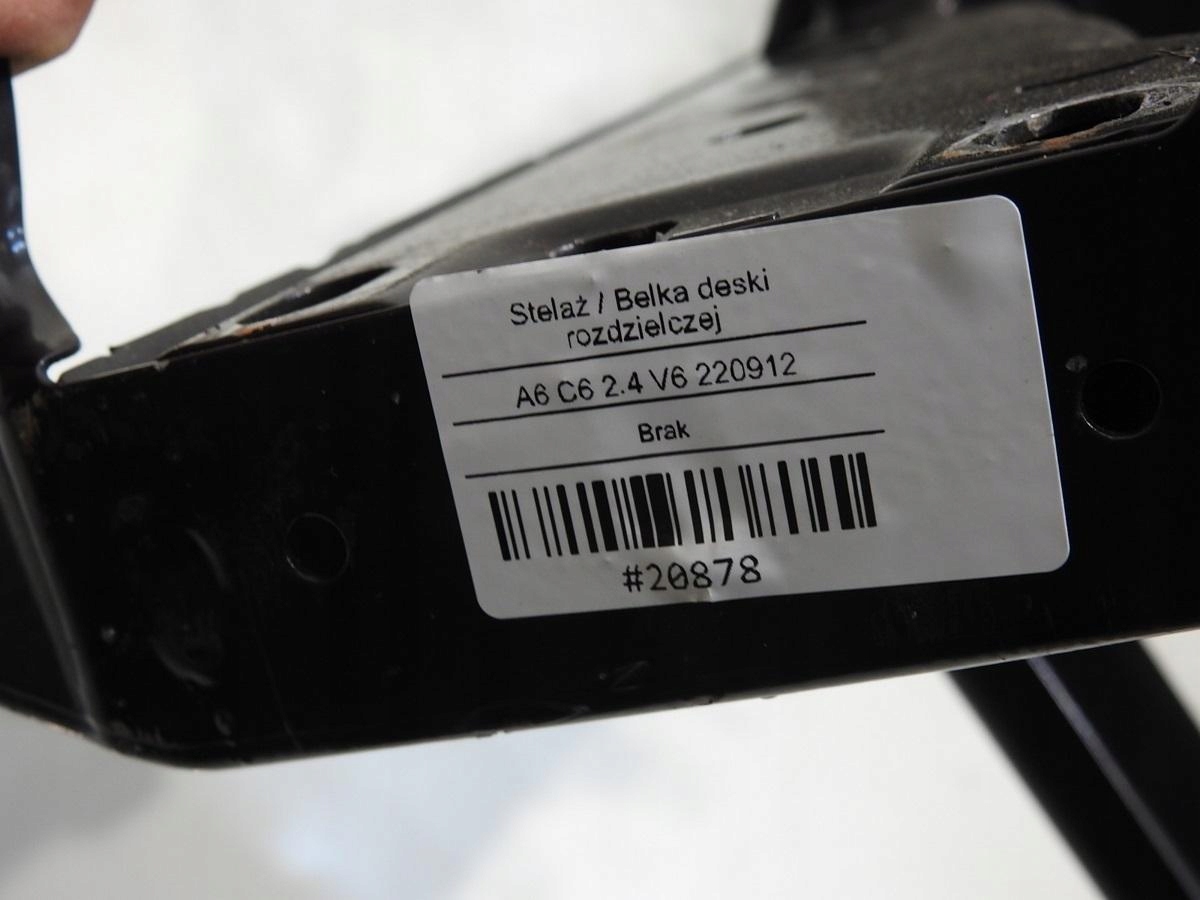 Stelaż / Belka deski
rozdzielczej
A6 C6 2.4 V6 220912
Brak
#20878